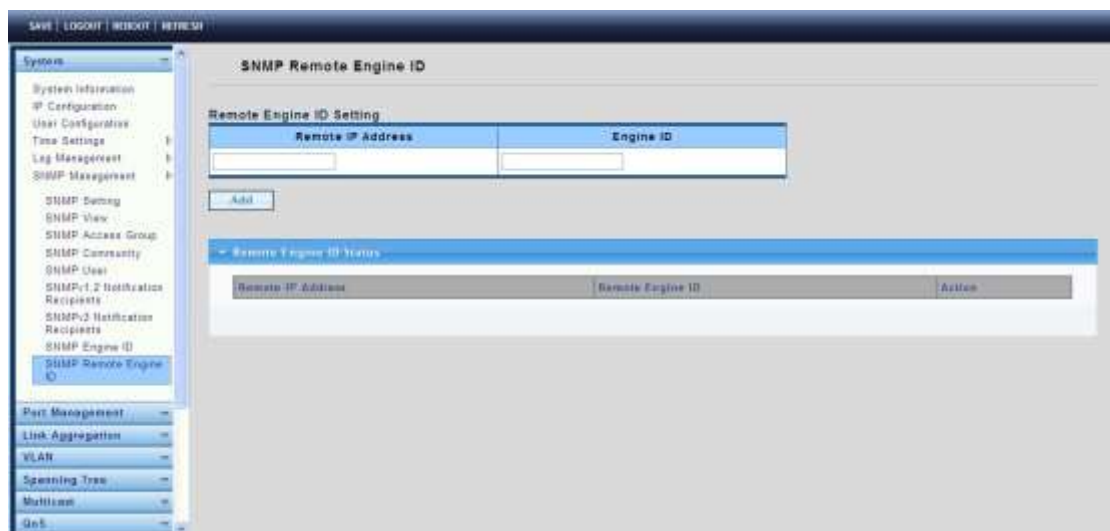 SAVE | LOGOUT | REBOOT | REFRESH
System
System Information
IP Configuration
User Configuration
Time Settings
Log Management
SNMP Management
SNMP Setting
SNMP View
SNMP Access Group
SNMP Community
SNMP User
SNMPv1,2 Notification
Recipients
SNMPv3 Notification
Recipients
SNMP Engine ID
SNMP Remote Engine
ID
Port Management
Link Aggregation
VLAN
Spanning Tree
Multicast
QoS
SNMP Remote Engine ID
Remote Engine ID Setting
Remote IP Address Engine ID
Add
Remote Engine ID Status
Remote IP Address Remote Engine ID Action